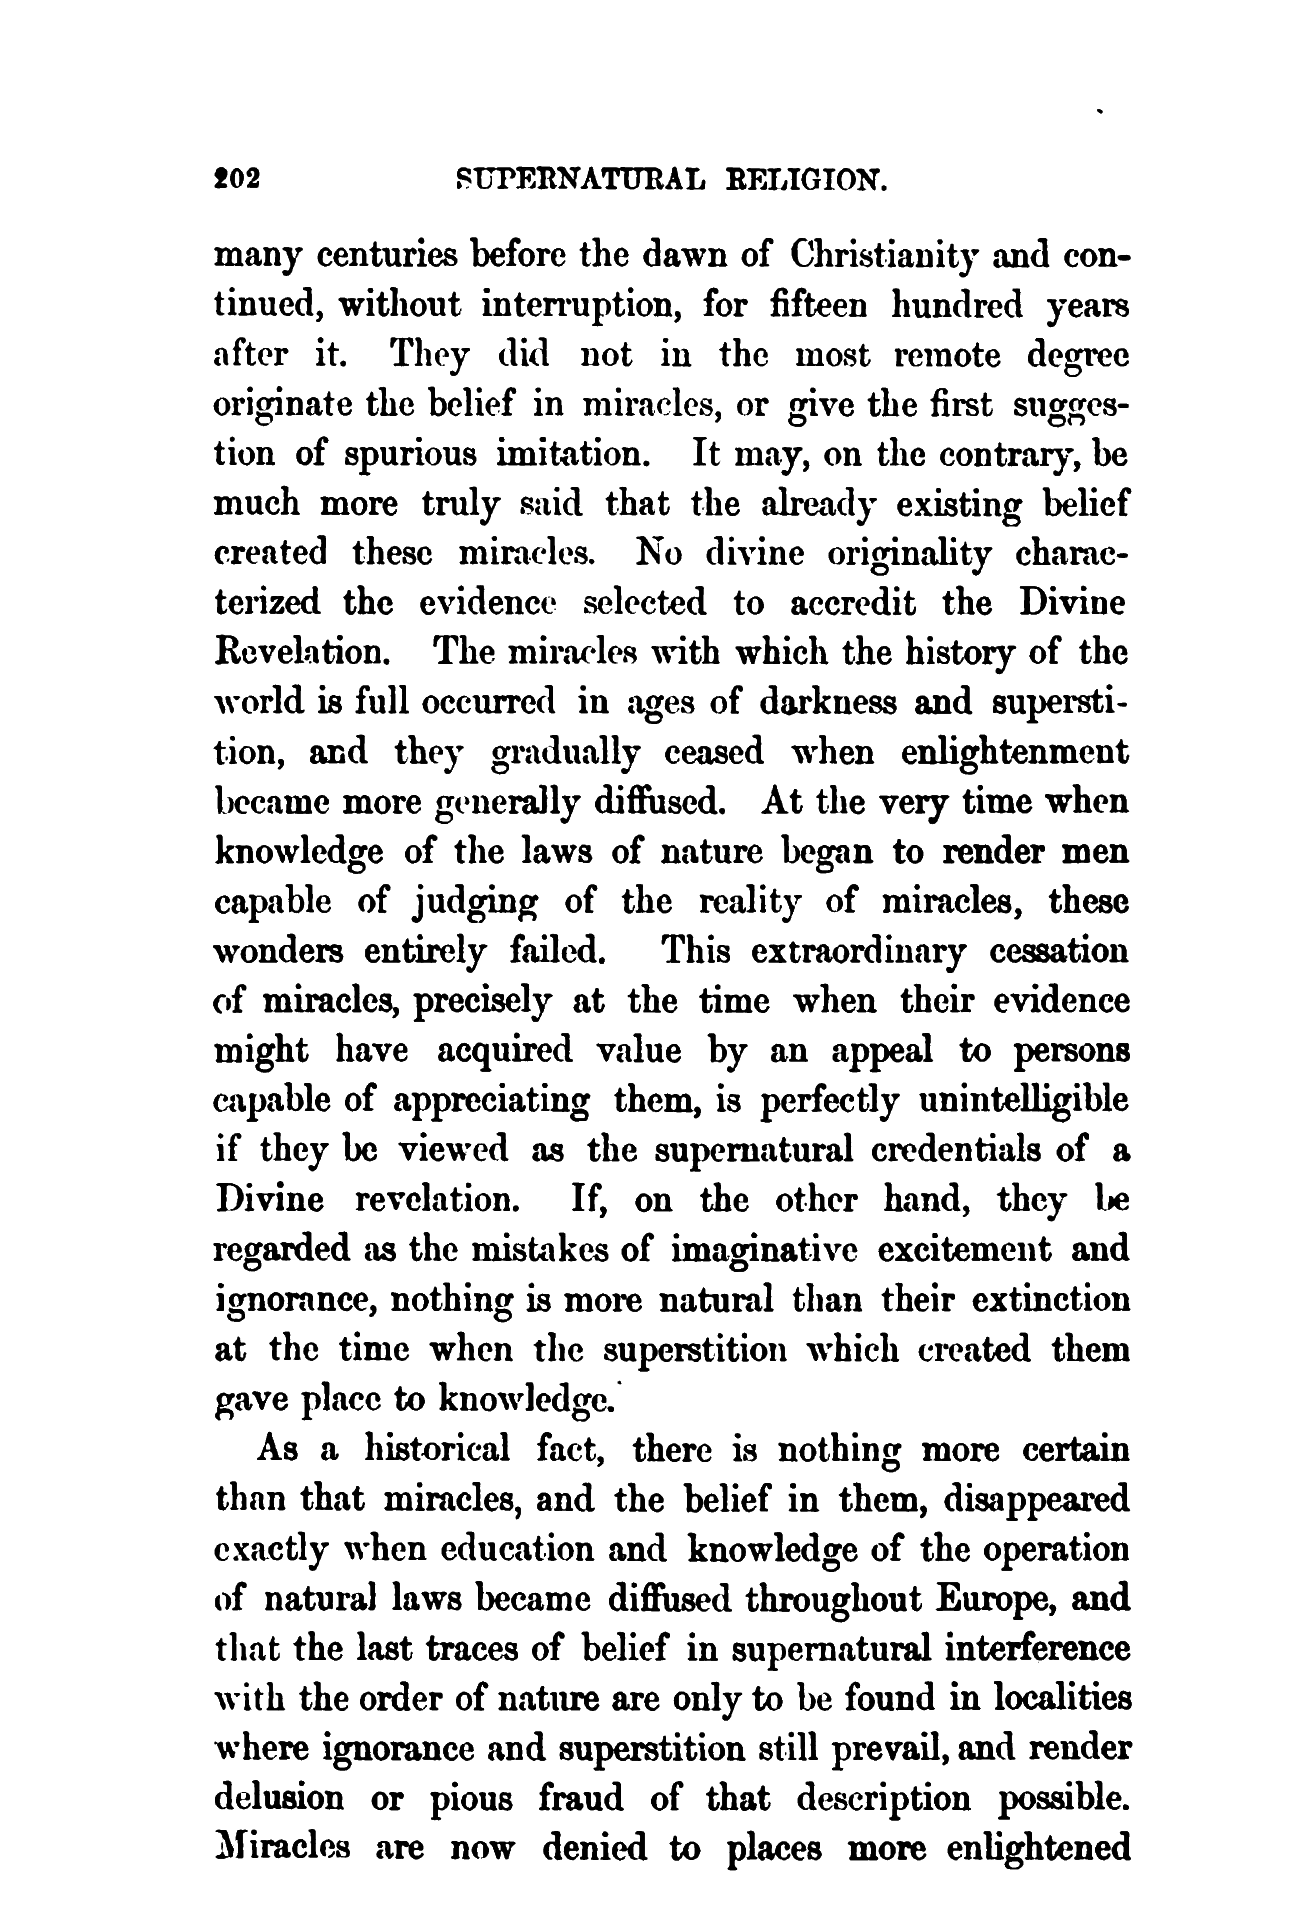 202 SUPERNATURAL RELIGION.
many centuries before the dawn of Christianity and con-
tinued, without interruption, for fifteen hundred years
after it. They did not in the most remote degree
originate the belief in miracles, or give the first sugges-
tion of spurious imitation. It may, on the contrary, be
much more truly said that the already existing belief
created these miracles. No divine originality charac-
terized the evidence selected to accredit the Divine
Revelation. The miracles with which the history of the
world is full occurred in ages of darkness and supersti-
tion, and they gradually ceased when enlightenment
became more generally diffused. At the very time when
knowledge of the laws of nature began to render men
capable of judging of the reality of miracles, these
wonders entirely failed. This extraordinary cessation
of miracles, precisely at the time when their evidence
might have acquired value by an appeal to persons
capable of appreciating them, is perfectly unintelligible
if they be viewed as the supernatural credentials of a
Divine revelation. If, on the other hand, they be
regarded as the mistakes of imaginative excitement and
ignorance, nothing is more natural than their extinction
at the time when the superstition which created them
gave place to knowledge.
As a historical fact, there is nothing more certain
than that miracles, and the belief in them, disappeared
exactly when education and knowledge of the operation
of natural laws became diffused throughout Europe, and
that the last traces of belief in supernatural interference
with the order of nature are only to be found in localities
where ignorance and superstition still prevail, and render
delusion or pious fraud of that description possible.
Miracles are now denied to places more enlightened